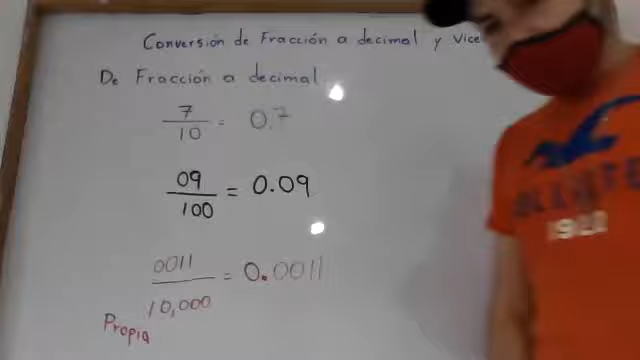 Conversión de Fracción a decimal y Vice
De Fracción a decimal
7
10 = 0.7
09
100 = 0.09
0011
10,000 = 0.0011
Propia
1922